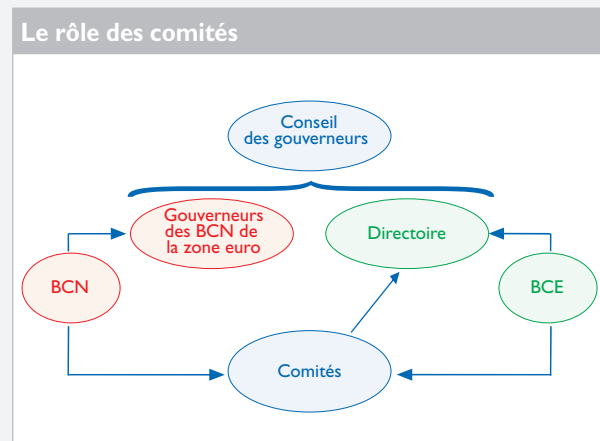 Le rôle des comités
Conseil
des gouverneurs
Gouverneurs
des BCN de
la zone euro
Directoire
BCN
BCE
Comités